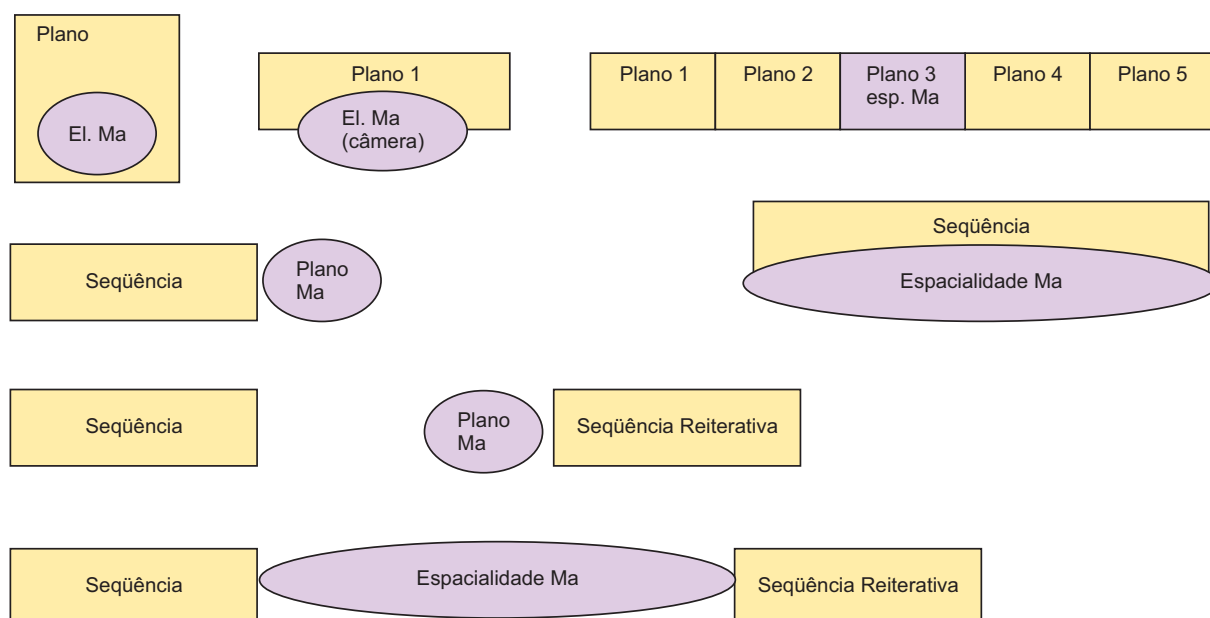 Plano
El. Ma
Plano 1
El. Ma
(câmera)
Plano 1
Plano 2
Plano 3
esp. Ma
Plano 4
Plano 5
Seqüência
Plano
Ma
Seqüência
Espacialidade Ma
Seqüência
Plano
Ma
Seqüência Reiterativa
Seqüência
Espacialidade Ma
Seqüência Reiterativa